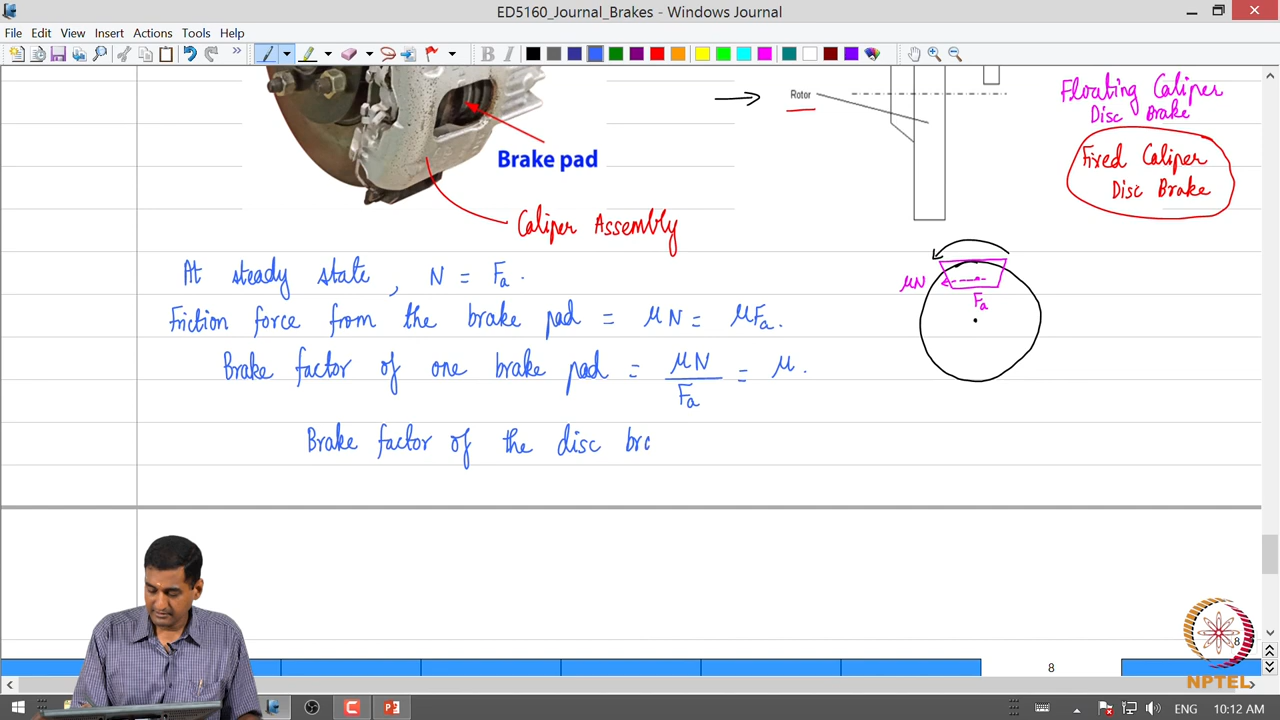 ED5160_Journal_Brakes - Windows Journal
File Edit View Insert Actions Tools Help
Rotor
Floating Caliper
Disc Brake
Brake pad
Fixed Caliper
Disc Brake
Caliper Assembly
At steady state, N = Fa.
μN
Fa
Friction force from the brake pad = μN = μFa.
Brake factor of one brake pad = μN/Fa = μ.
Brake factor of the disc bra
8
8
NPTEL
ENG 10:12 AM